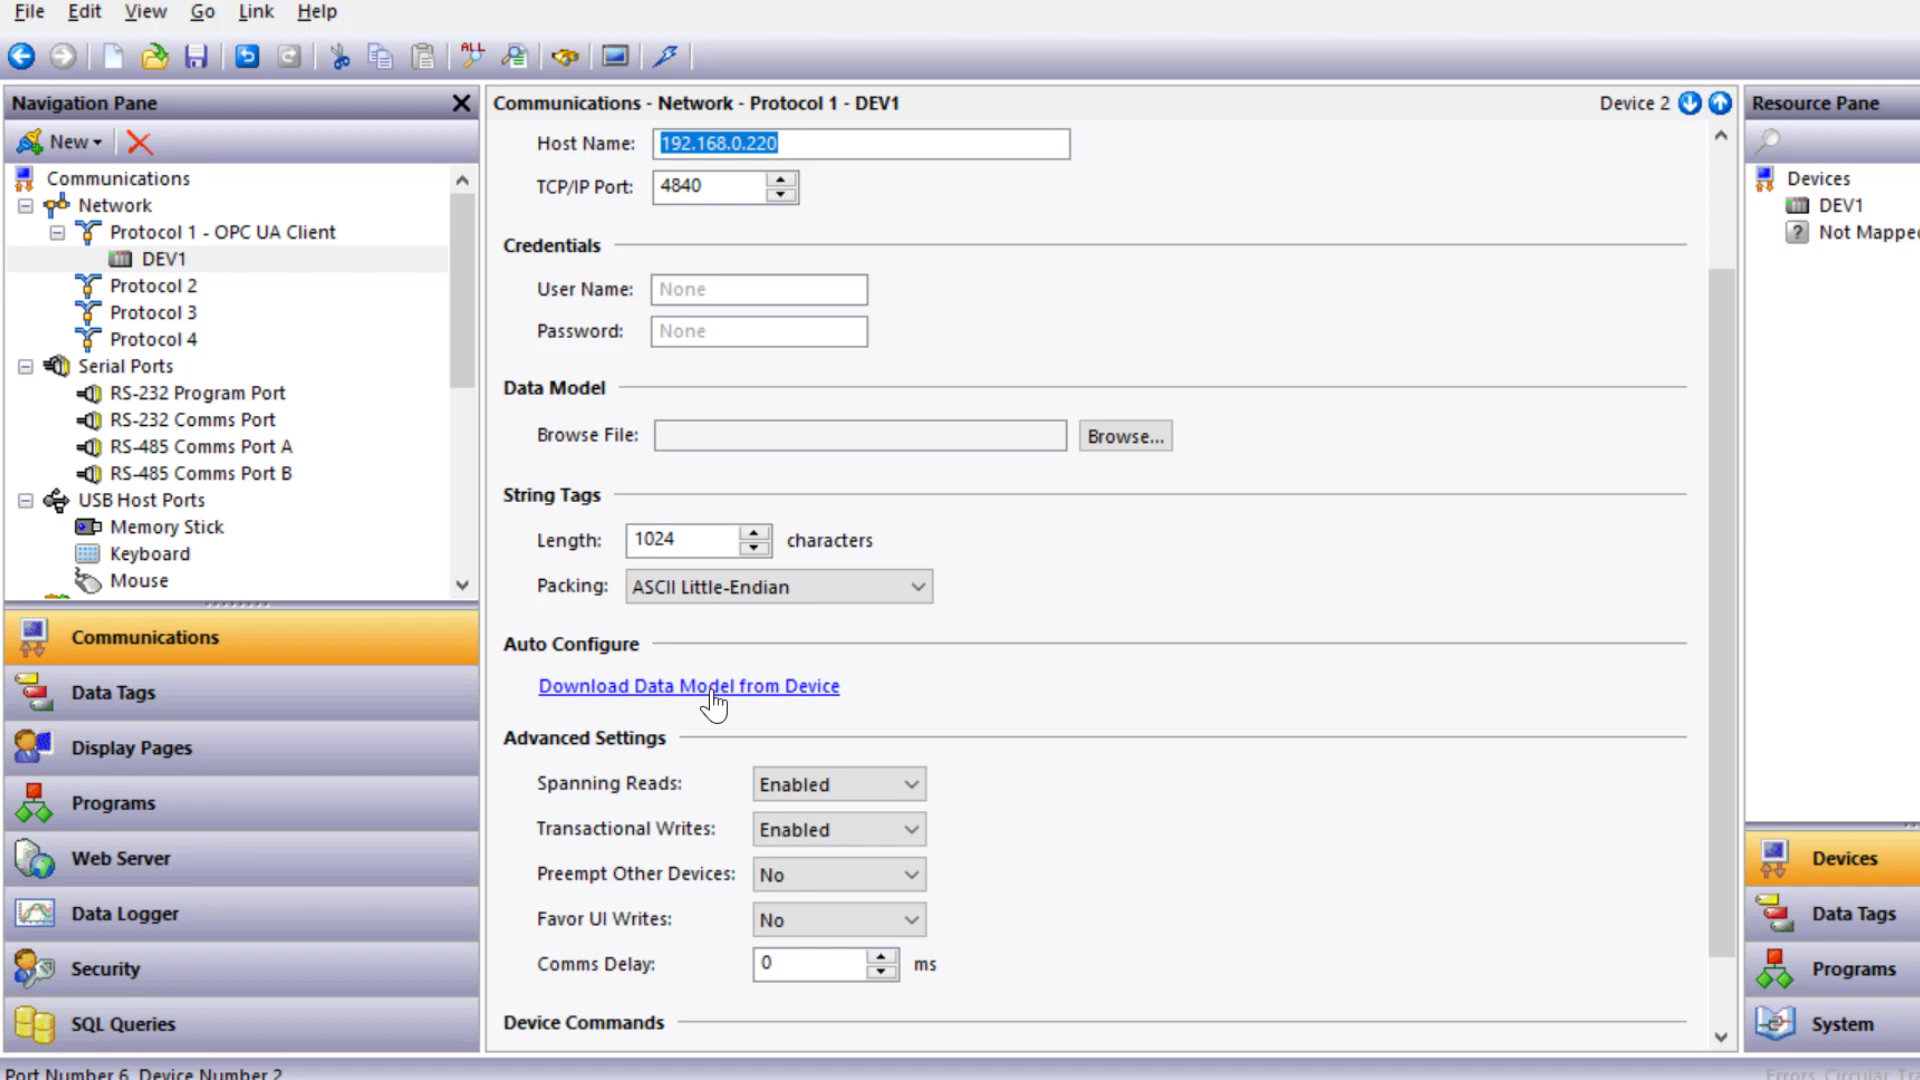 File Edit View Go Link Help
ALL
Navigation Pane
New
Communications
Network
Protocol 1 - OPC UA Client
DEV1
Protocol 2
Protocol 3
Protocol 4
Serial Ports
RS-232 Program Port
RS-232 Comms Port
RS-485 Comms Port A
RS-485 Comms Port B
USB Host Ports
Memory Stick
Keyboard
Mouse
Communications
Data Tags
Display Pages
Programs
Web Server
Data Logger
Security
SQL Queries
Communications - Network - Protocol 1 - DEV1
Device 2
Host Name: 192.168.0.220
TCP/IP Port: 4840
Credentials
User Name: None
Password: None
Data Model
Browse File: Browse...
String Tags
Length: 1024 characters
Packing: ASCII Little-Endian
Auto Configure
Download Data Model from Device
Advanced Settings
Spanning Reads: Enabled
Transactional Writes: Enabled
Preempt Other Devices: No
Favor UI Writes: No
Comms Delay: 0 ms
Device Commands
Resource Pane
Devices
DEV1
Not Mapped
Devices
Data Tags
Programs
System
Port Number 6, Device Number 2
Errors Circular